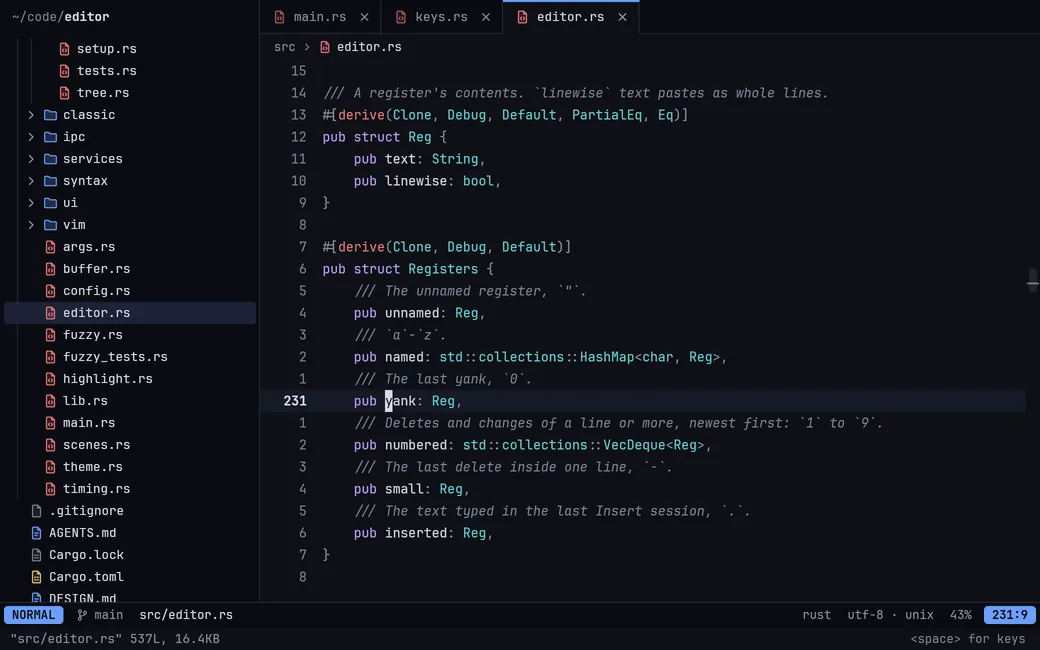 ~/code/editor
main.rs ×
keys.rs ×
editor.rs ×
src > editor.rs
setup.rs
tests.rs
tree.rs
classic
ipc
services
syntax
ui
vim
args.rs
buffer.rs
config.rs
editor.rs
fuzzy.rs
fuzzy_tests.rs
highlight.rs
lib.rs
main.rs
scenes.rs
theme.rs
timing.rs
.gitignore
AGENTS.md
Cargo.lock
Cargo.toml
DESIGN.md
15
14 /// A register's contents. `linewise` text pastes as whole lines.
13 #[derive(Clone, Debug, Default, PartialEq, Eq)]
12 pub struct Reg {
11     pub text: String,
10     pub linewise: bool,
9 }
8
7 #[derive(Clone, Debug, Default)]
6 pub struct Registers {
5     /// The unnamed register, `"`.
4     pub unnamed: Reg,
3     /// `a`-`z`.
2     pub named: std::collections::HashMap<char, Reg>,
1     /// The last yank, `0`.
231     pub yank: Reg,
1     /// Deletes and changes of a line or more, newest first: `1` to `9`.
2     pub numbered: std::collections::VecDeque<Reg>,
3     /// The last delete inside one line, `-`.
4     pub small: Reg,
5     /// The text typed in the last Insert session, `.`.
6     pub inserted: Reg,
7 }
8
NORMAL main src/editor.rs rust utf-8 · unix 43% 231:9
"src/editor.rs" 537L, 16.4KB <space> for keys